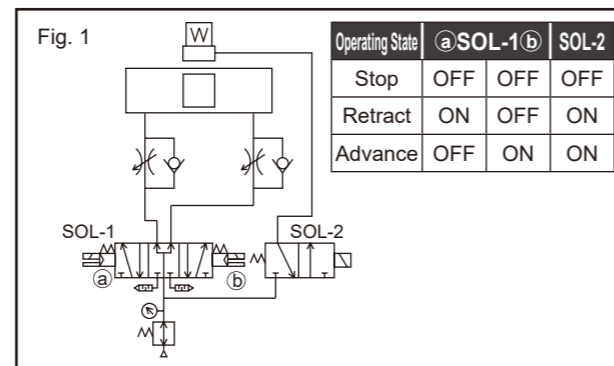 Fig. 1
W
SOL-1
SOL-2
ⓐ
ⓑ
Operating State ⓐSOL-1ⓑ SOL-2
Stop OFF OFF OFF
Retract ON OFF ON
Advance OFF ON ON